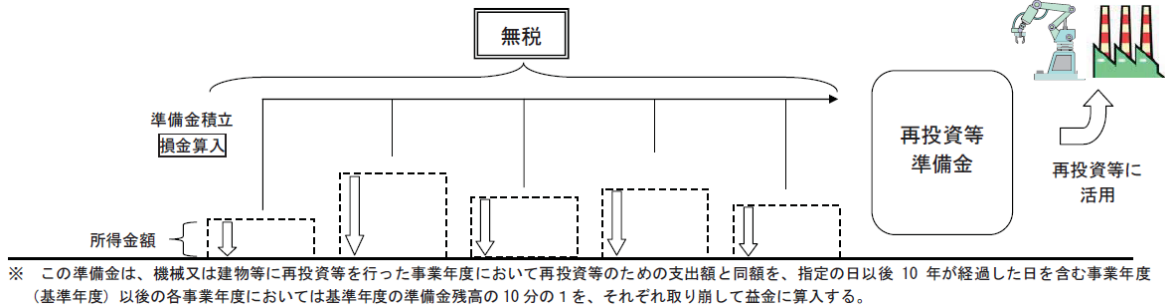 無税
準備金積立
損金算入
再投資等
準備金
再投資等に
活用
所得金額
※　この準備金は、機械又は建物等に再投資等を行った事業年度において再投資等のための支出額と同額を、指定の日以後 10 年が経過した日を含む事業年度
（基準年度）以後の各事業年度においては基準年度の準備金残高の 10 分の１を、それぞれ取り崩して益金に算入する。